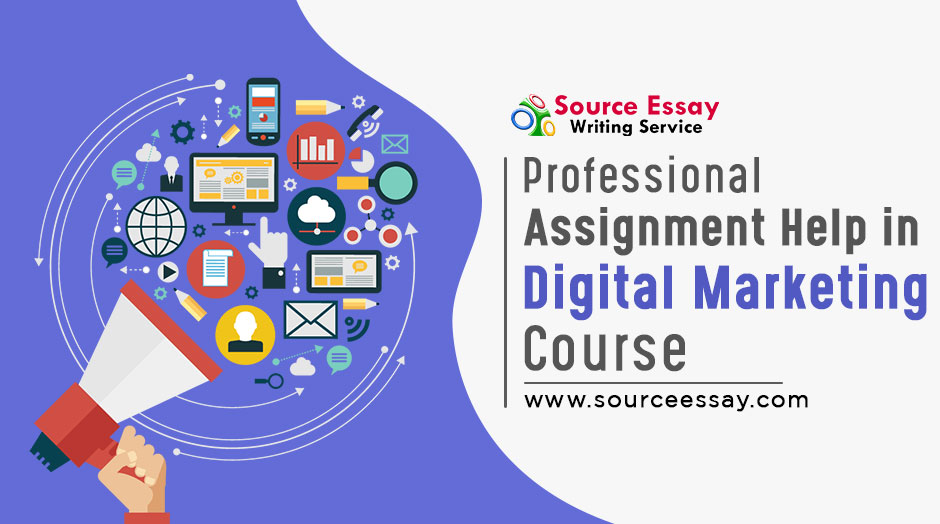 Source Essay
Writing Service
Professional
Assignment Help in
Digital Marketing
Course
www.sourceessay.com